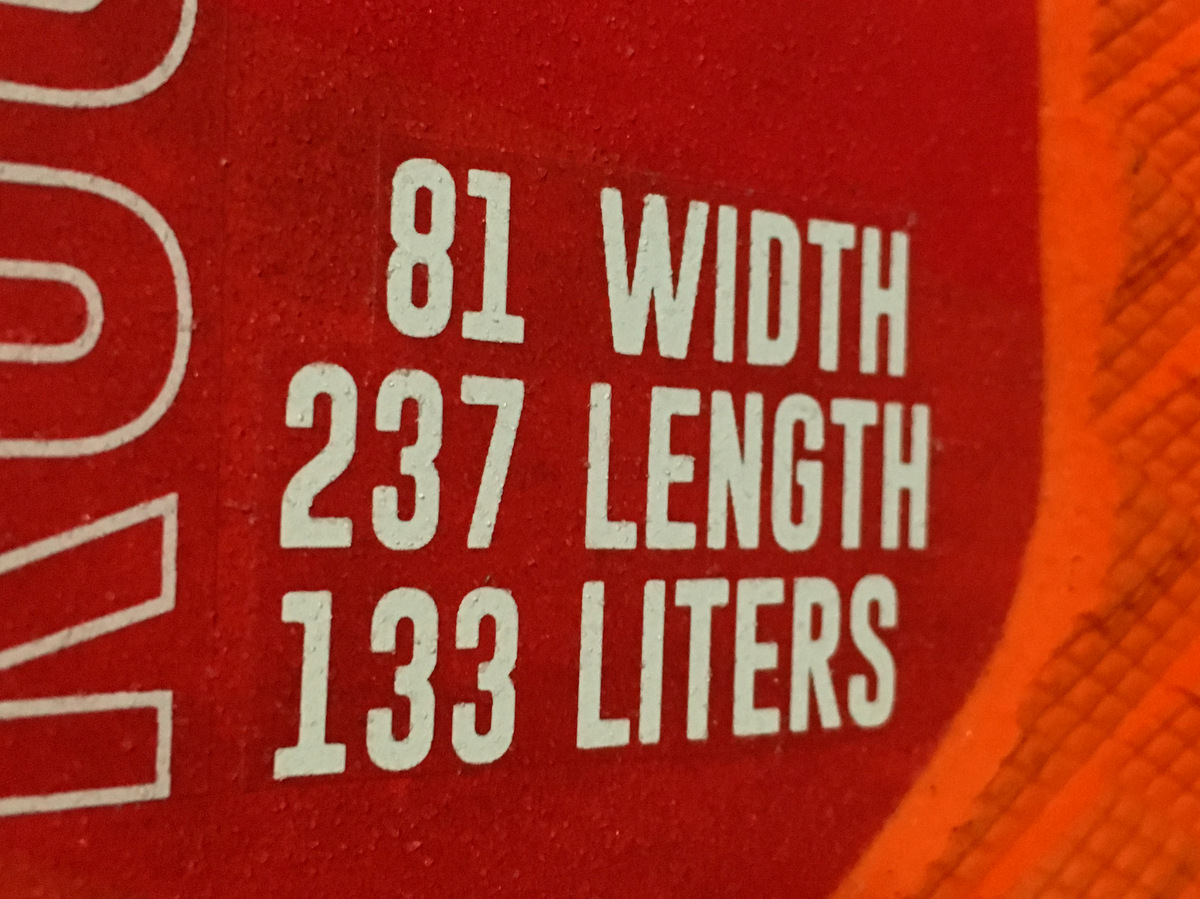 81 WIDTH
237 LENGTH
133 LITERS